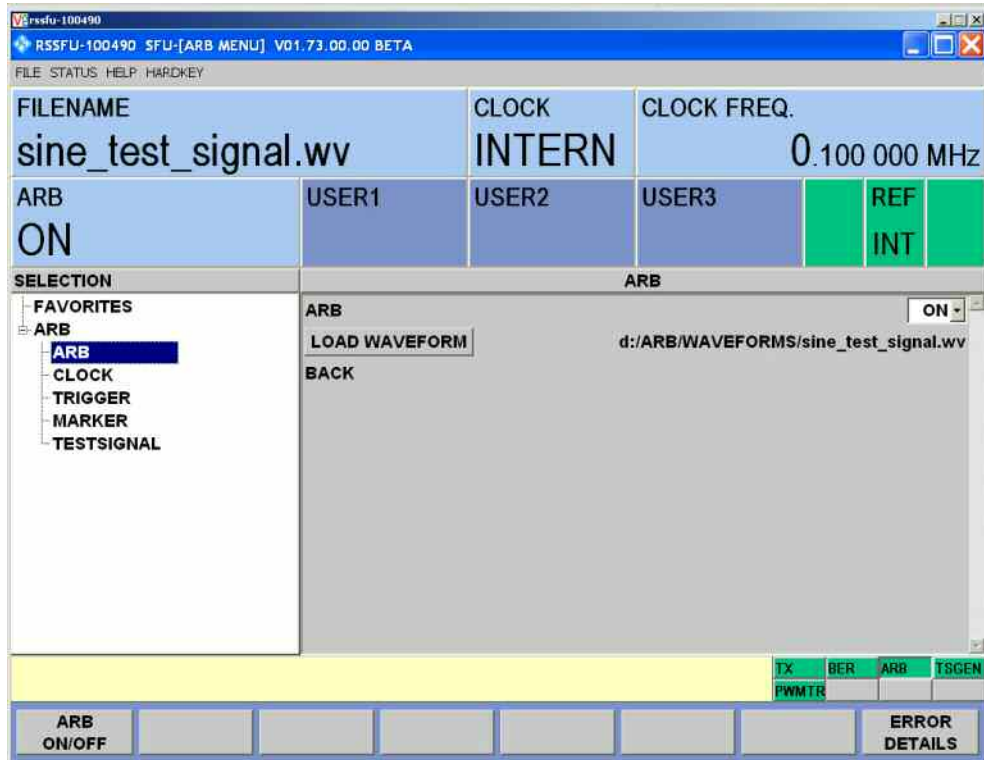 rssfu-100490
RSSFU-100490 SFU-[ARB MENU] V01.73.00.00 BETA
FILE STATUS HELP HARDKEY
FILENAME
sine_test_signal.wv
CLOCK
INTERN
CLOCK FREQ.
0.100 000 MHz
ARB
ON
USER1
USER2
USER3
REF
INT
SELECTION
ARB
FAVORITES
ARB
ARB
CLOCK
TRIGGER
MARKER
TESTSIGNAL
ARB
ON
LOAD WAVEFORM
d:/ARB/WAVEFORMS/sine_test_signal.wv
BACK
TX BER ARB TSGEN
PWMTR
ARB
ON/OFF
ERROR
DETAILS